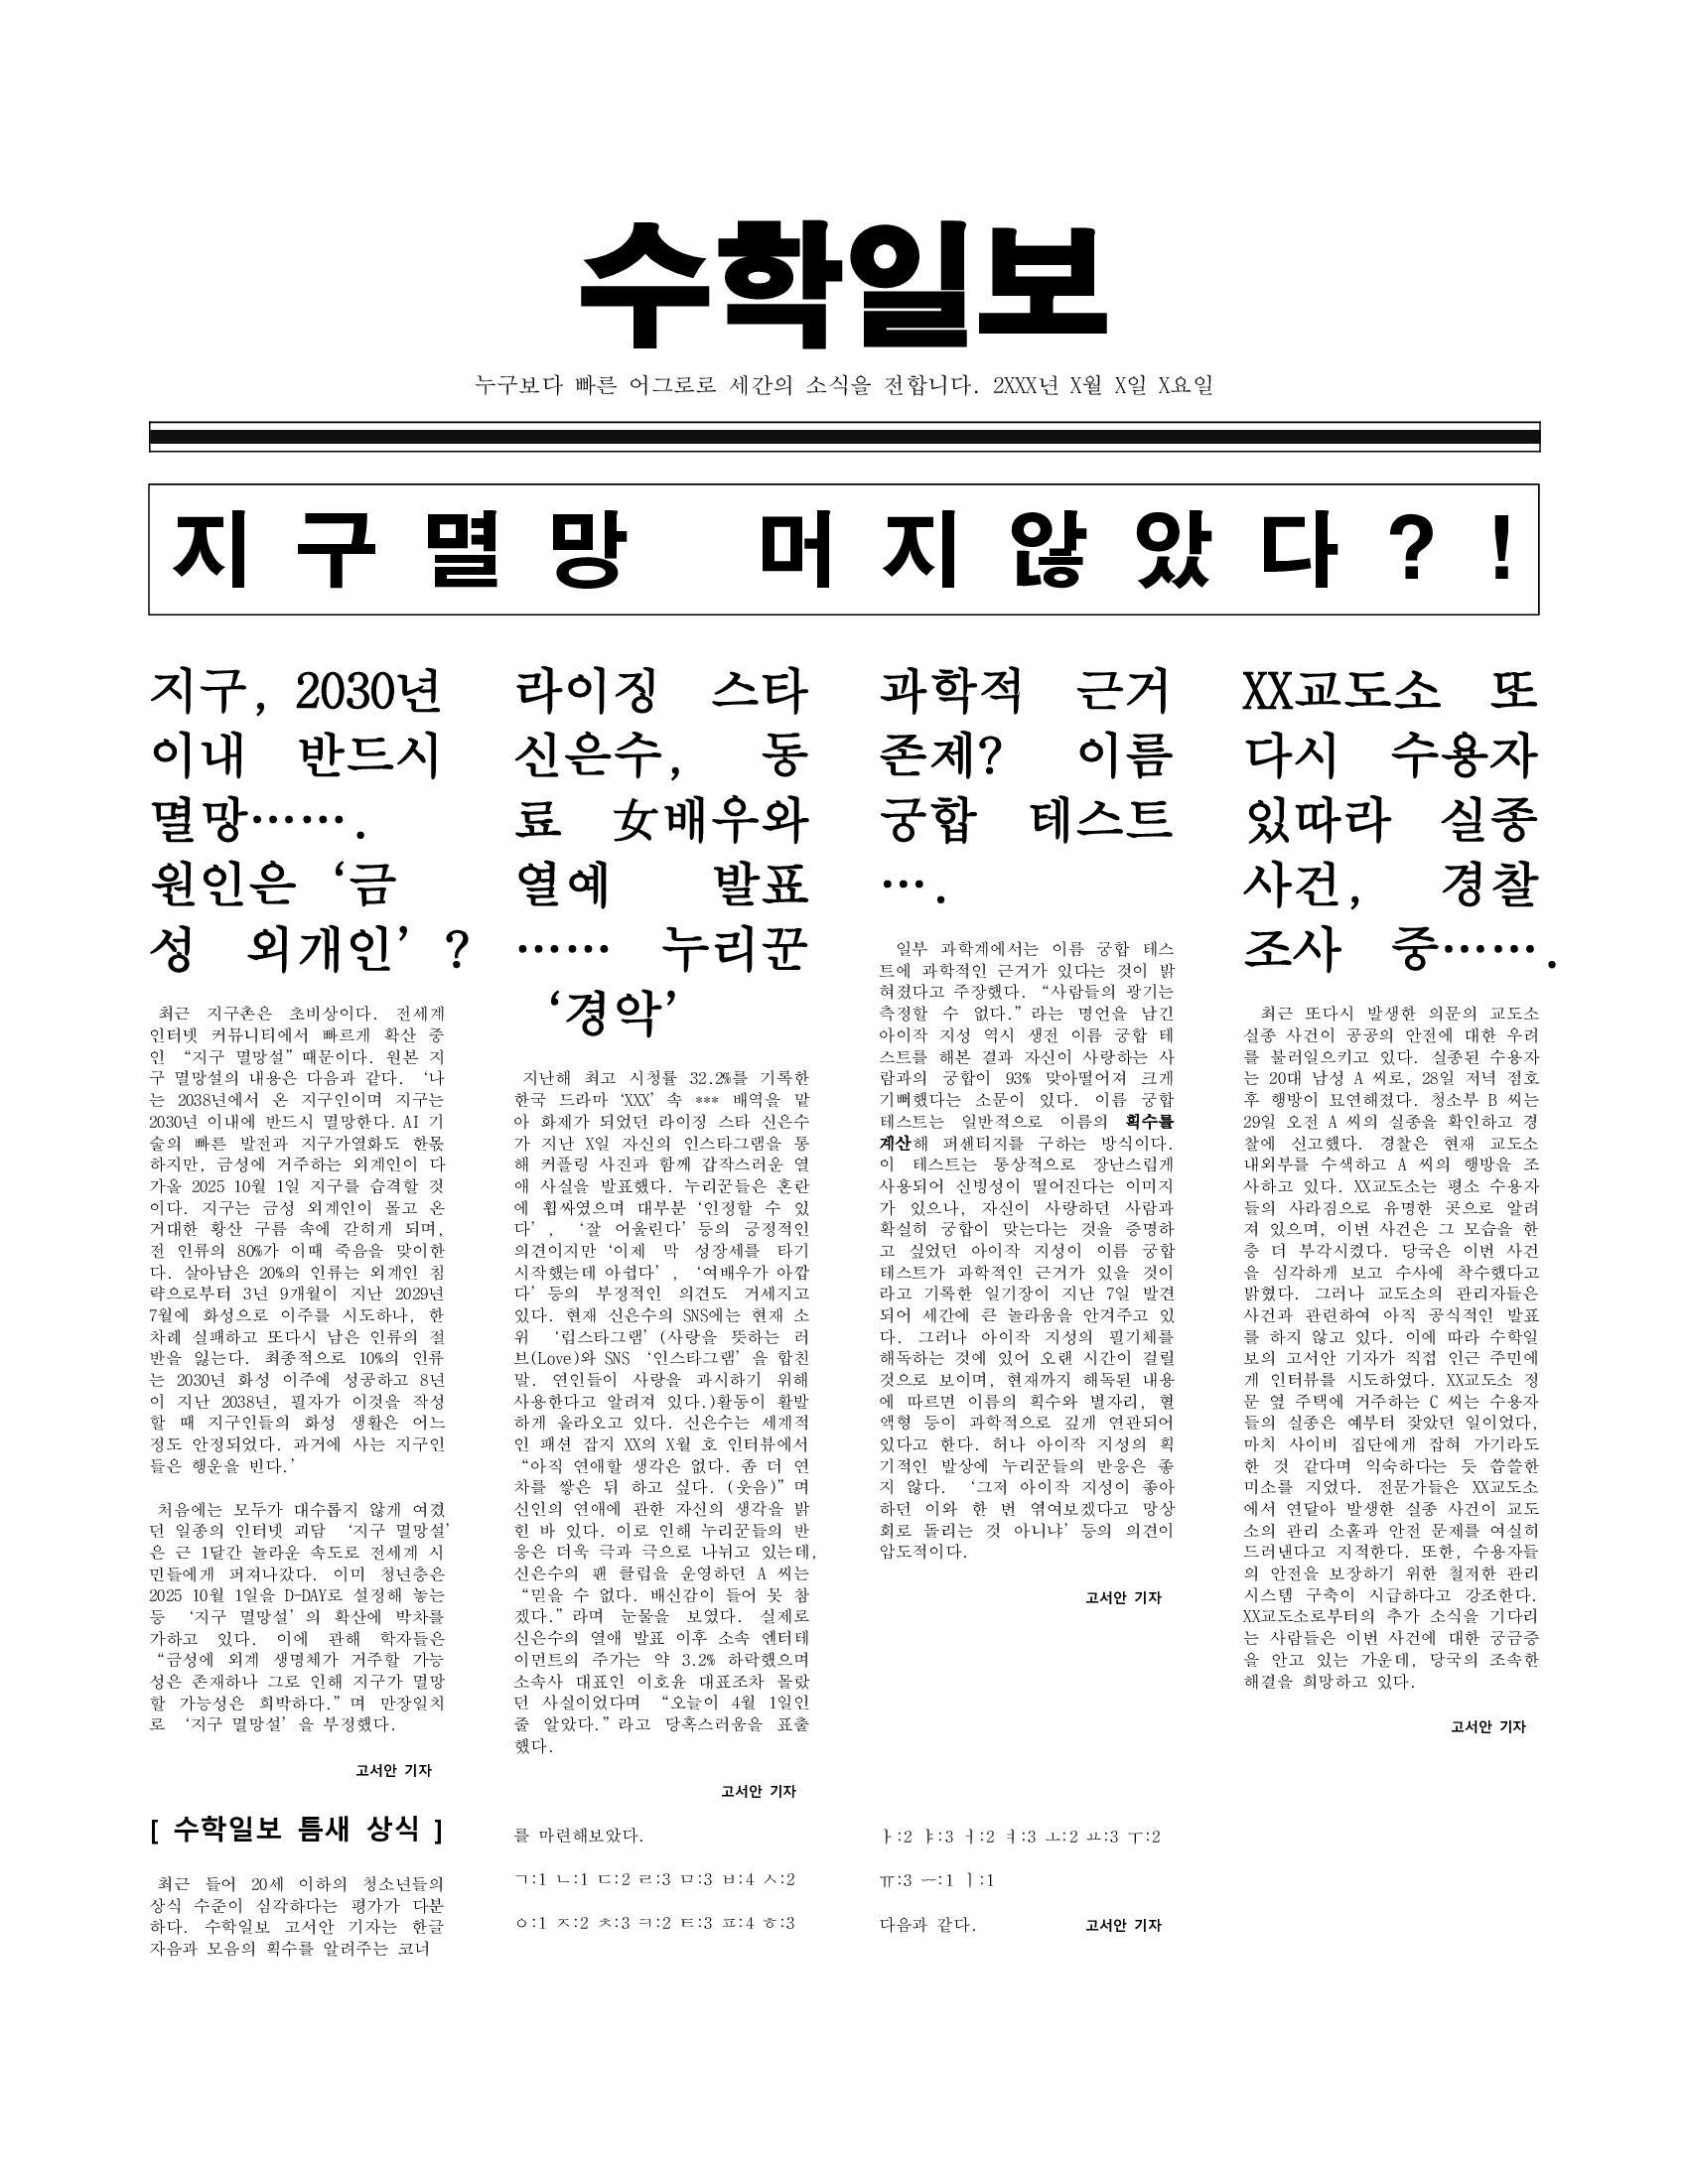 수학일보
누구보다 빠른 어그로로 세간의 소식을 전합니다. 2XXX년 X월 X일 X요일
지구멸망 머지않았다?!
지구, 2030년
이내 반드시
멸망…….
원인은 ‘금
성 외개인’ ?
최근 지구촌은 초비상이다. 전세계
인터넷 커뮤니티에서 빠르게 확산 중
인 “지구 멸망설” 때문이다. 원본 지
구 멸망설의 내용은 다음과 같다. ‘나
는 2038년에서 온 지구인이며 지구는
2030년 이내에 반드시 멸망한다. AI 기
술의 빠른 발전과 지구가열화도 한몫
하지만, 금성에 거주하는 외계인이 다
가올 2025 10월 1일 지구를 습격할 것
이다. 지구는 금성 외계인이 몰고 온
거대한 황산 구름 속에 갇히게 되며,
전 인류의 80%가 이때 죽음을 맞이한
다. 살아남은 20%의 인류는 외계인 침
략으로부터 3년 9개월이 지난 2029년
7월에 화성으로 이주를 시도하나, 한
차례 실패하고 또다시 남은 인류의 절
반을 잃는다. 최종적으로 10%의 인류
는 2030년 화성 이주에 성공하고 8년
이 지난 2038년, 필자가 이것을 작성
할 때 지구인들의 화성 생활은 어느
정도 안정되었다. 과거에 사는 지구인
들은 행운을 빈다.’
처음에는 모두가 대수롭지 않게 여겼
던 일종의 인터넷 괴담 ‘지구 멸망설’
은 근 1달간 놀라운 속도로 전세계 시
민들에게 퍼져나갔다. 이미 청년층은
2025 10월 1일을 D-DAY로 설정해 놓는
등 ‘지구 멸망설’ 의 확산에 박차를
가하고 있다. 이에 관해 학자들은
“금성에 외계 생명체가 거주할 가능
성은 존재하나 그로 인해 지구가 멸망
할 가능성은 희박하다.” 며 만장일치
로 ‘지구 멸망설’ 을 부정했다.
고서안 기자
라이징 스타
신은수, 동
료 女배우와
열예 발표
…… 누리꾼
‘경악’
지난해 최고 시청률 32.2%를 기록한
한국 드라마 ‘XXX’ 속 *** 배역을 맡
아 화제가 되었던 라이징 스타 신은수
가 지난 X일 자신의 인스타그램을 통
해 커플링 사진과 함께 갑작스러운 열
애 사실을 발표했다. 누리꾼들은 혼란
에 휩싸였으며 대부분 ‘인정할 수 있
다’ , ‘잘 어울린다’ 등의 긍정적인
의견이지만 ‘이제 막 성장세를 타기
시작했는데 아쉽다’ , ‘여배우가 아깝
다’ 등의 부정적인 의견도 거세지고
있다. 현재 신은수의 SNS에는 현재 소
위 ‘럽스타그램’ (사랑을 뜻하는 러
브(Love)와 SNS ‘인스타그램’ 을 합친
말. 연인들이 사랑을 과시하기 위해
사용한다고 알려져 있다.)활동이 활발
하게 올라오고 있다. 신은수는 세계적
인 패션 잡지 XX의 X월 호 인터뷰에서
“아직 연애할 생각은 없다. 좀 더 연
차를 쌓은 뒤 하고 싶다. (웃음)” 며
신인의 연애에 관한 자신의 생각을 밝
힌 바 있다. 이로 인해 누리꾼들의 반
응은 더욱 극과 극으로 나뉘고 있는데,
신은수의 팬 클럽을 운영하던 A 씨는
“믿을 수 없다. 배신감이 들어 못 참
겠다.” 라며 눈물을 보였다. 실제로
신은수의 열애 발표 이후 소속 엔터테
이먼트의 주가는 약 3.2% 하락했으며
소속사 대표인 이호윤 대표조차 몰랐
던 사실이었다며 “오늘이 4월 1일인
줄 알았다.” 라고 당혹스러움을 표출
했다.
고서안 기자
과학적 근거
존제? 이름
궁합 테스트
….
일부 과학계에서는 이름 궁합 테스
트에 과학적인 근거가 있다는 것이 밝
혀졌다고 주장했다. “사람들의 광기는
측정할 수 없다.” 라는 명언을 남긴
아이작 지성 역시 생전 이름 궁합 테
스트를 해본 결과 자신이 사랑하는 사
람과의 궁합이 93% 맞아떨어져 크게
기뻐했다는 소문이 있다. 이름 궁합
테스트는 일반적으로 이름의 획수를
계산해 퍼센티지를 구하는 방식이다.
이 테스트는 통상적으로 장난스럽게
사용되어 신빙성이 떨어진다는 이미지
가 있으나, 자신이 사랑하던 사람과
확실히 궁합이 맞는다는 것을 증명하
고 싶었던 아이작 지성이 이름 궁합
테스트가 과학적인 근거가 있을 것이
라고 기록한 일기장이 지난 7일 발견
되어 세간에 큰 놀라움을 안겨주고 있
다. 그러나 아이작 지성의 필기체를
해독하는 것에 있어 오랜 시간이 걸릴
것으로 보이며, 현재까지 해독된 내용
에 따르면 이름의 획수와 별자리, 혈
액형 등이 과학적으로 깊게 연관되어
있다고 한다. 허나 아이작 지성의 획
기적인 발상에 누리꾼들의 반응은 좋
지 않다. ‘그저 아이작 지성이 좋아
하던 이와 한 번 엮여보겠다고 망상
회로 돌리는 것 아니냐’ 등의 의견이
압도적이다.
고서안 기자
XX교도소 또
다시 수용자
있따라 실종
사건, 경찰
조사 중…….
최근 또다시 발생한 의문의 교도소
실종 사건이 공공의 안전에 대한 우려
를 불러일으키고 있다. 실종된 수용자
는 20대 남성 A 씨로, 28일 저녁 점호
후 행방이 묘연해졌다. 청소부 B 씨는
29일 오전 A 씨의 실종을 확인하고 경
찰에 신고했다. 경찰은 현재 교도소
내외부를 수색하고 A 씨의 행방을 조
사하고 있다. XX교도소는 평소 수용자
들의 사라짐으로 유명한 곳으로 알려
져 있으며, 이번 사건은 그 모습을 한
층 더 부각시켰다. 당국은 이번 사건
을 심각하게 보고 수사에 착수했다고
밝혔다. 그러나 교도소의 관리자들은
사건과 관련하여 아직 공식적인 발표
를 하지 않고 있다. 이에 따라 수학일
보의 고서안 기자가 직접 인근 주민에
게 인터뷰를 시도하였다. XX교도소 정
문 옆 주택에 거주하는 C 씨는 수용자
들의 실종은 예부터 잦았던 일이었다,
마치 사이비 집단에게 잡혀 가기라도
한 것 같다며 익숙하다는 듯 씁쓸한
미소를 지었다. 전문가들은 XX교도소
에서 연달아 발생한 실종 사건이 교도
소의 관리 소홀과 안전 문제를 여실히
드러낸다고 지적한다. 또한, 수용자들
의 안전을 보장하기 위한 철저한 관리
시스템 구축이 시급하다고 강조한다.
XX교도소로부터의 추가 소식을 기다리
는 사람들은 이번 사건에 대한 궁금증
을 안고 있는 가운데, 당국의 조속한
해결을 희망하고 있다.
고서안 기자
[ 수학일보 틈새 상식 ]
최근 들어 20세 이하의 청소년들의
상식 수준이 심각하다는 평가가 다분
하다. 수학일보 고서안 기자는 한글
자음과 모음의 획수를 알려주는 코너
를 마련해보았다.
ㄱ:1 ㄴ:1 ㄷ:2 ㄹ:3 ㅁ:3 ㅂ:4 ㅅ:2
ㅇ:1 ㅈ:2 ㅊ:3 ㅋ:2 ㅌ:3 ㅍ:4 ㅎ:3
ㅏ:2 ㅑ:3 ㅓ:2 ㅕ:3 ㅗ:2 ㅛ:3 ㅜ:2
ㅠ:3 ㅡ:1 ㅣ:1
다음과 같다. 고서안 기자